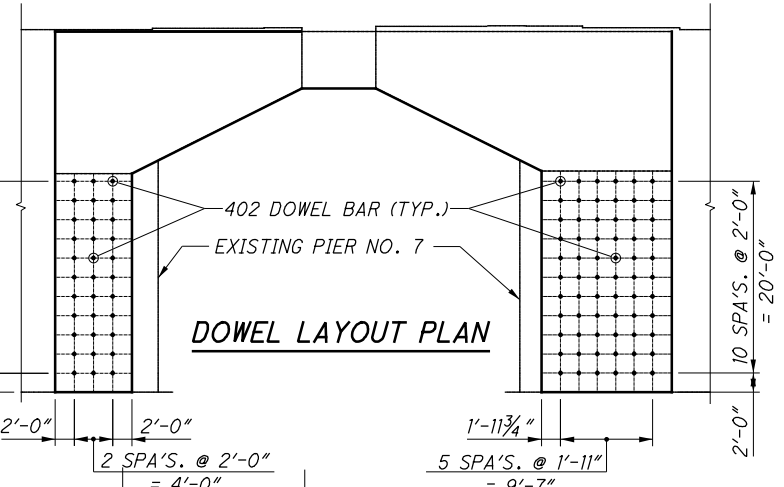 402 DOWEL BAR (TYP.)
EXISTING PIER NO. 7
DOWEL LAYOUT PLAN
10 SPA'S. @ 2'-0"
= 20'-0"
2'-0"
2'-0"
2'-0"
1'-11¾"
2 SPA'S. @ 2'-0"
= 4'-0"
5 SPA'S. @ 1'-11"
= 9'-7"